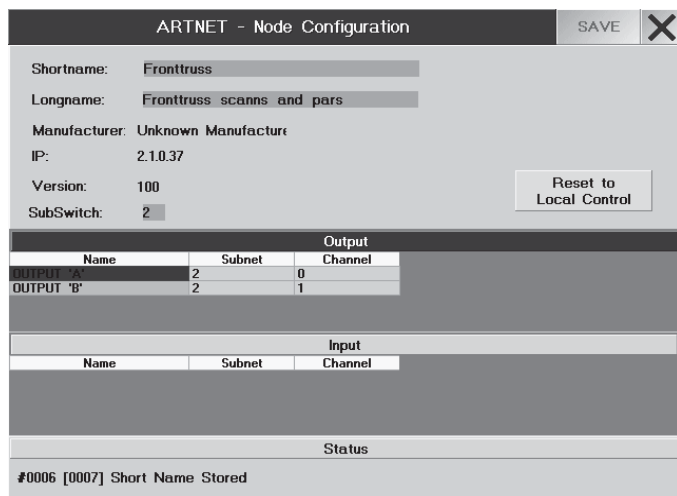 ARTNET - Node Configuration SAVE
Shortname: Fronttruss
Longname: Fronttruss scanns and pars
Manufacturer: Unknown Manufacture
IP: 2.1.0.37
Version: 100
Reset to
Local Control
SubSwitch: 2
Output
Name Subnet Channel
OUTPUT 'A' 2 0
OUTPUT 'B' 2 1
Input
Name Subnet Channel
Status
#0006 [0007] Short Name Stored